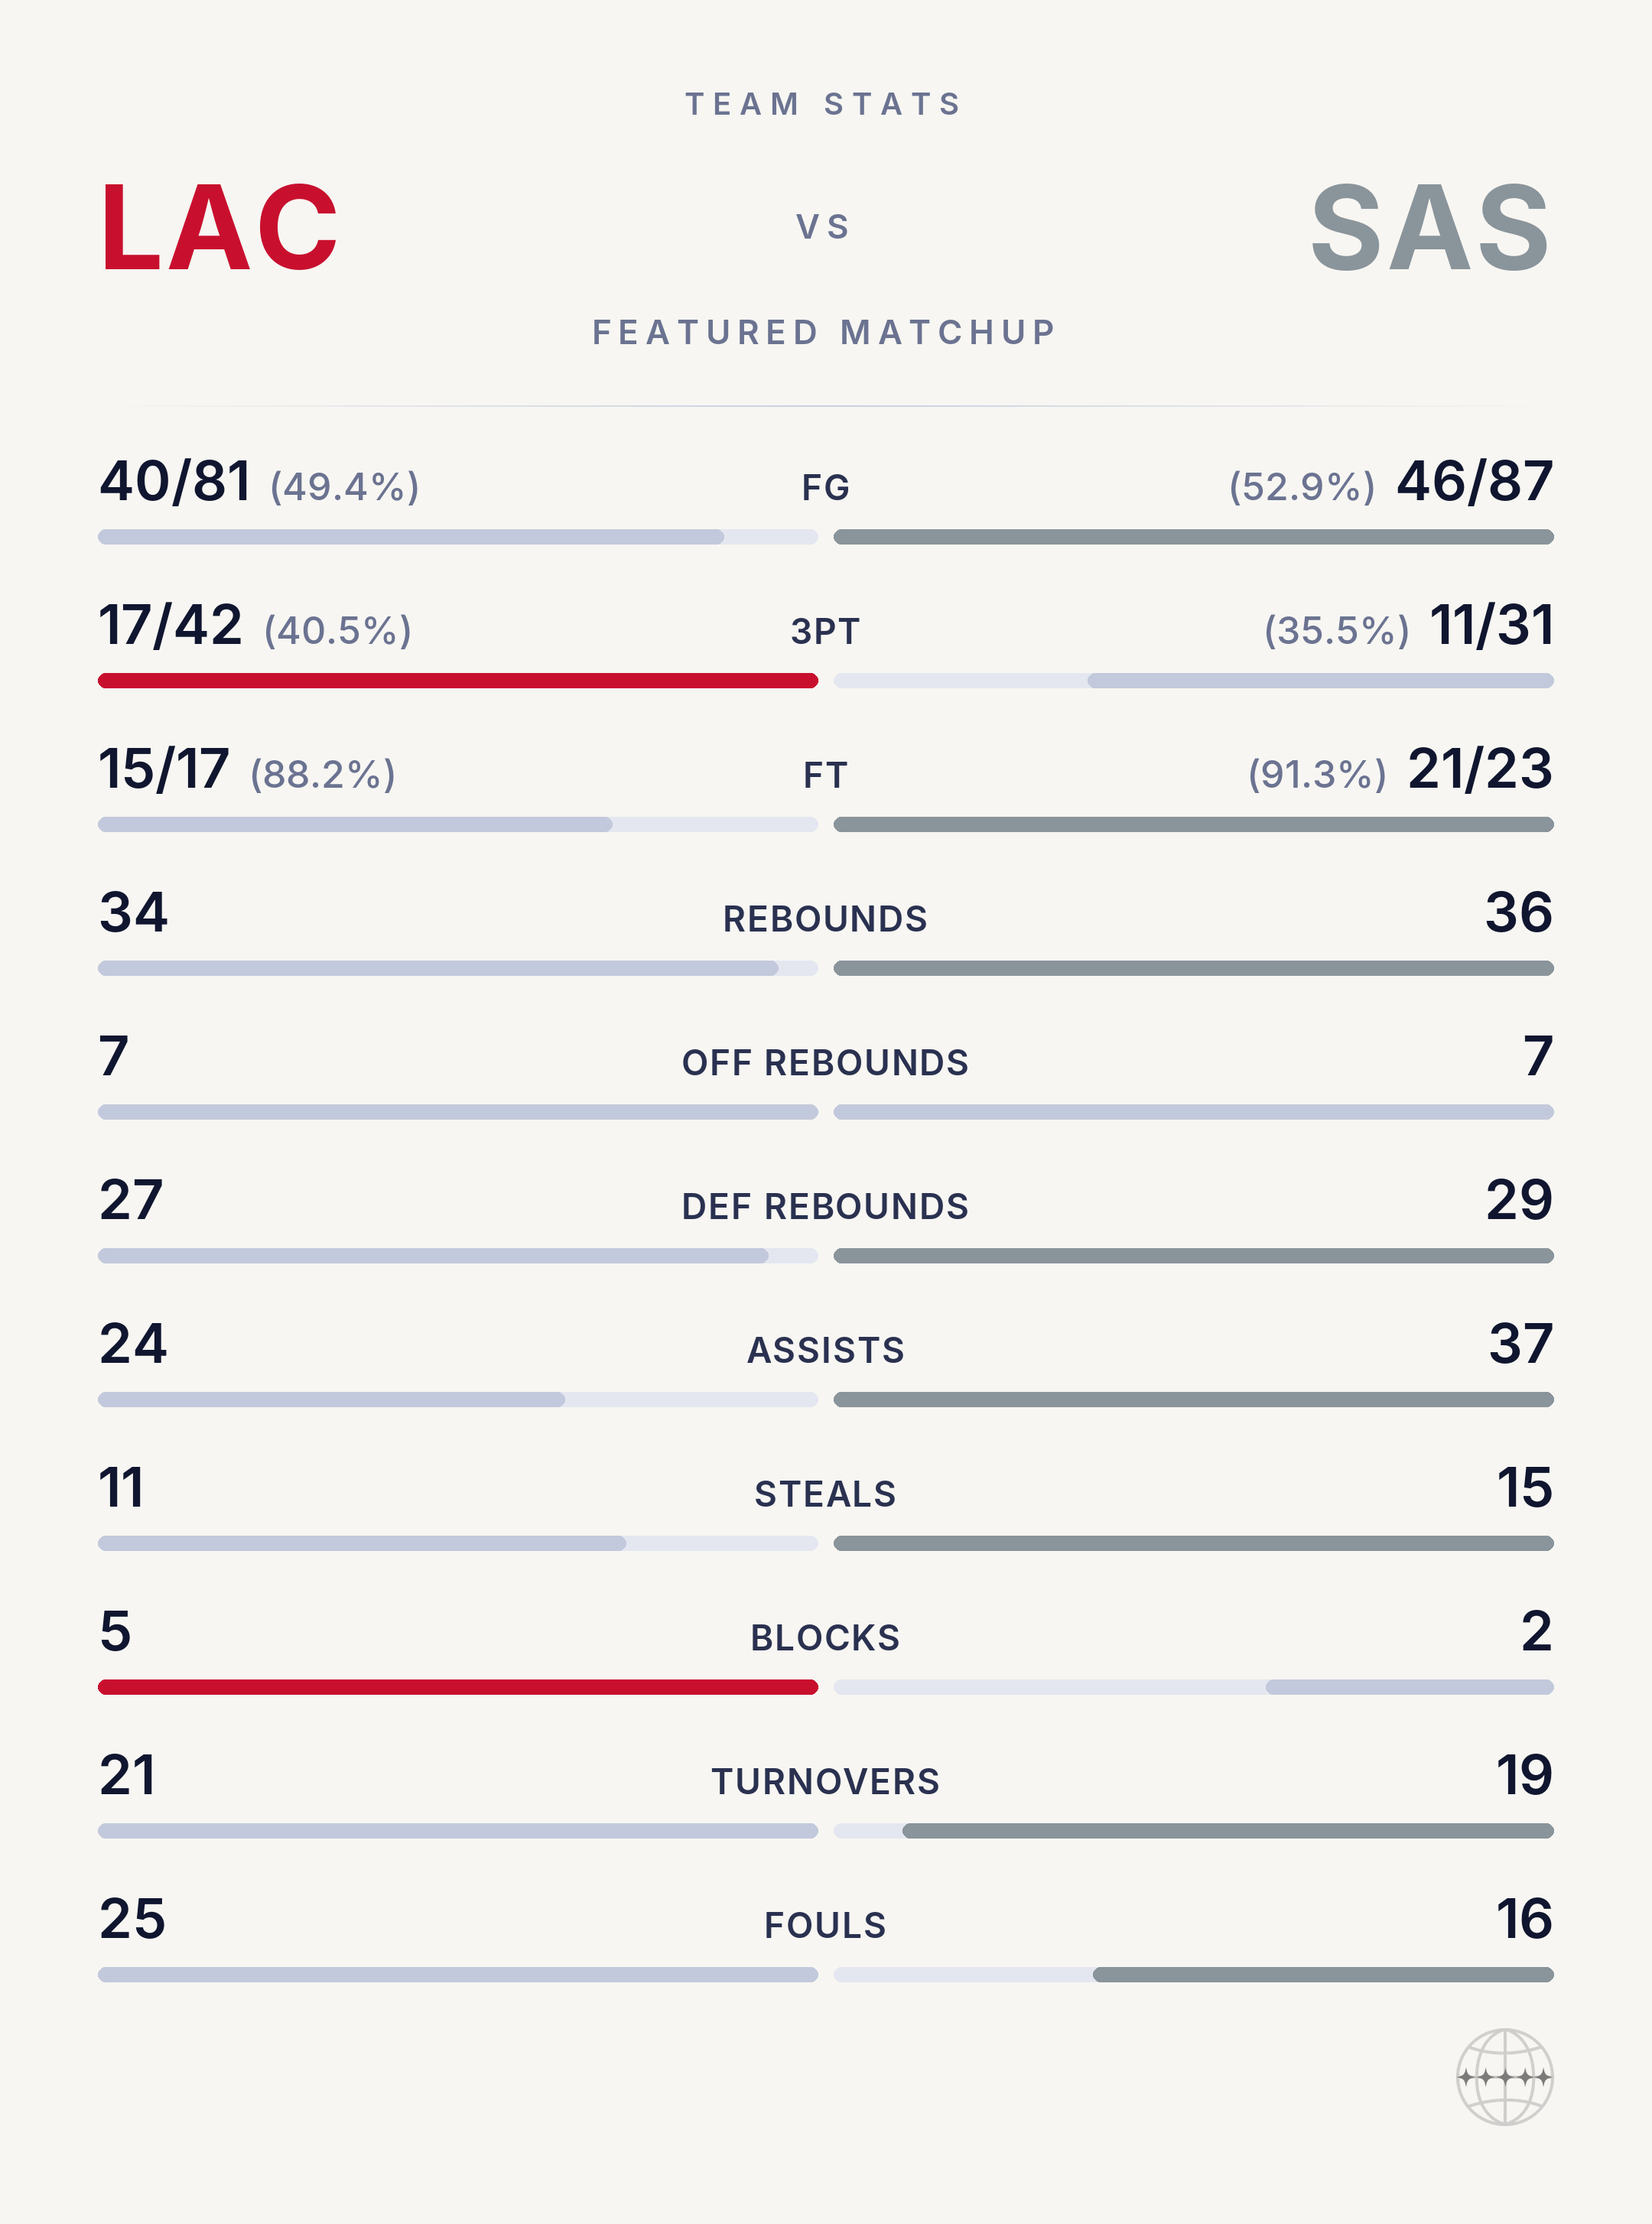 TEAM STATS
LAC VS SAS
FEATURED MATCHUP
40/81 (49.4%) FG (52.9%) 46/87
17/42 (40.5%) 3PT (35.5%) 11/31
15/17 (88.2%) FT (91.3%) 21/23
34 REBOUNDS 36
7 OFF REBOUNDS 7
27 DEF REBOUNDS 29
24 ASSISTS 37
11 STEALS 15
5 BLOCKS 2
21 TURNOVERS 19
25 FOULS 16